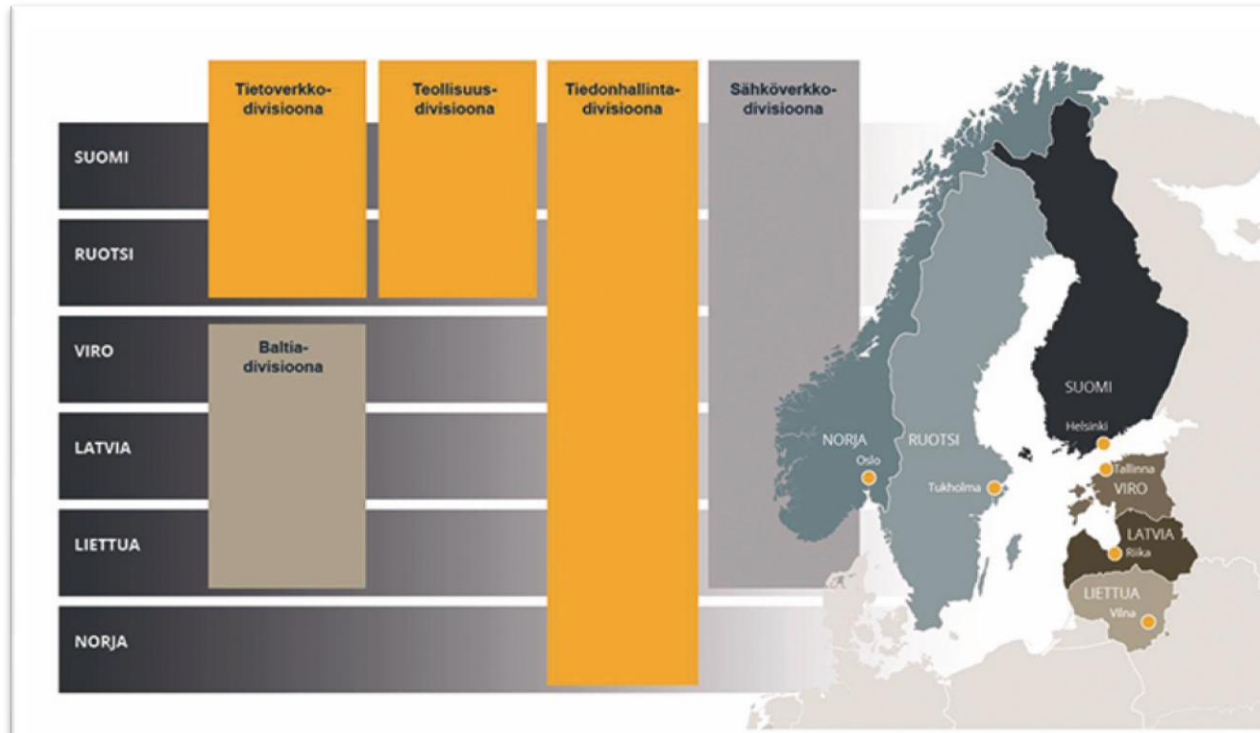 Tietoverkko-
divisioona
Teollisuus-
divisioona
Tiedonhallinta-
divisioona
Sähköverkko-
divisioona
SUOMI
RUOTSI
VIRO
Baltia-
divisioona
LATVIA
LIETTUA
NORJA
SUOMI
Helsinki
NORJA
Oslo
RUOTSI
Tukholma
Tallinna
VIRO
LATVIA
Riika
LIETTUA
Vilna